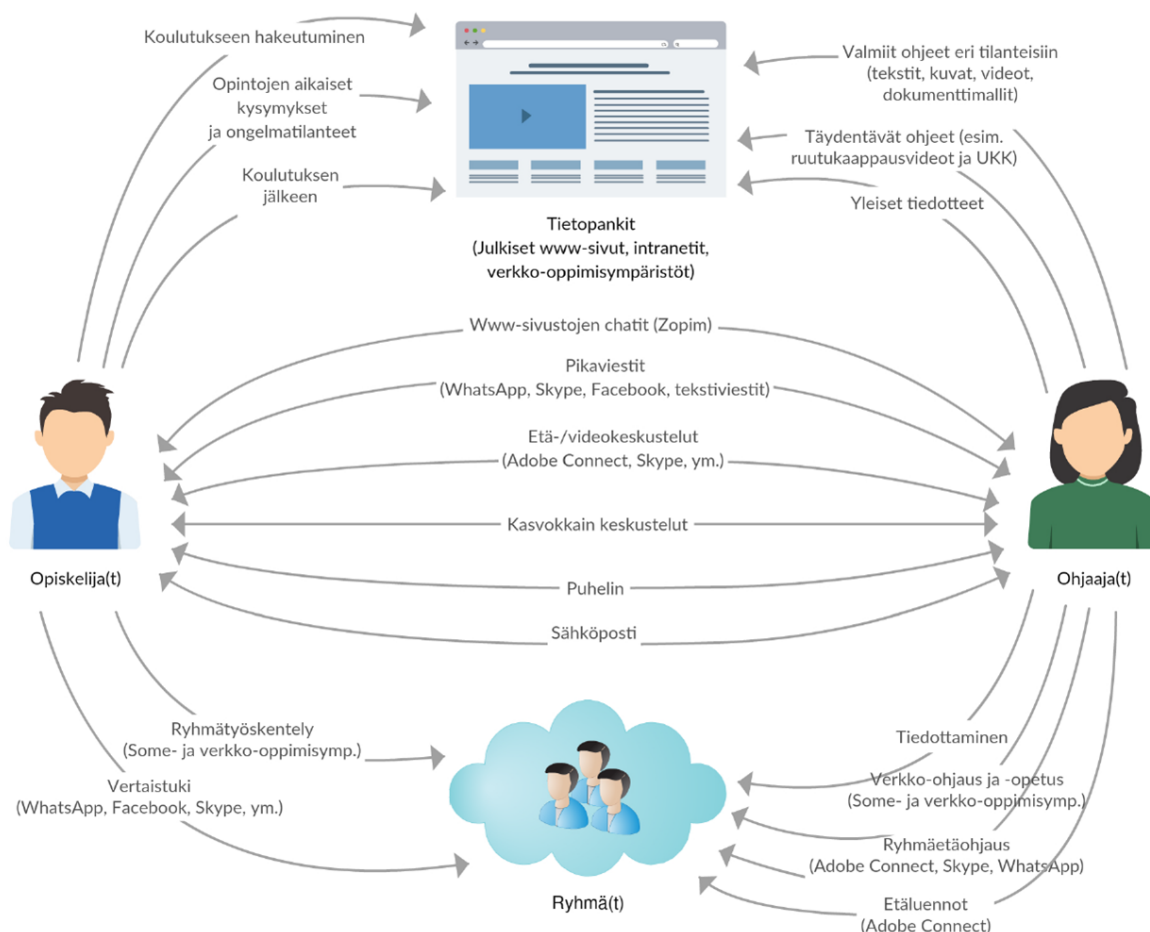 Koulutukseen hakeutuminen
Opintojen aikaiset
kysymykset
ja ongelmatilanteet
Koulutuksen
jälkeen
Valmiit ohjeet eri tilanteisiin
(tekstit, kuvat, videot,
dokumenttimallit)
Täydentävät ohjeet (esim.
ruutukaappausvideot ja UKK)
Yleiset tiedotteet
Tietopankit
(Julkiset www-sivut, intranetit,
verkko-oppimisympäristöt)
Www-sivustojen chatit (Zopim)
Pikaviestit
(WhatsApp, Skype, Facebook, tekstiviestit)
Etä-/videokeskustelut
(Adobe Connect, Skype, ym.)
Kasvokkain keskustelut
Puhelin
Sähköposti
Opiskelija(t)
Ohjaaja(t)
Ryhmätyöskentely
(Some- ja verkko-oppimisymp.)
Vertaistuki
(WhatsApp, Facebook, Skype, ym.)
Tiedottaminen
Verkko-ohjaus ja -opetus
(Some- ja verkko-oppimisymp.)
Ryhmäetäohjaus
(Adobe Connect, Skype, WhatsApp)
Etäluennot
(Adobe Connect)
Ryhmä(t)